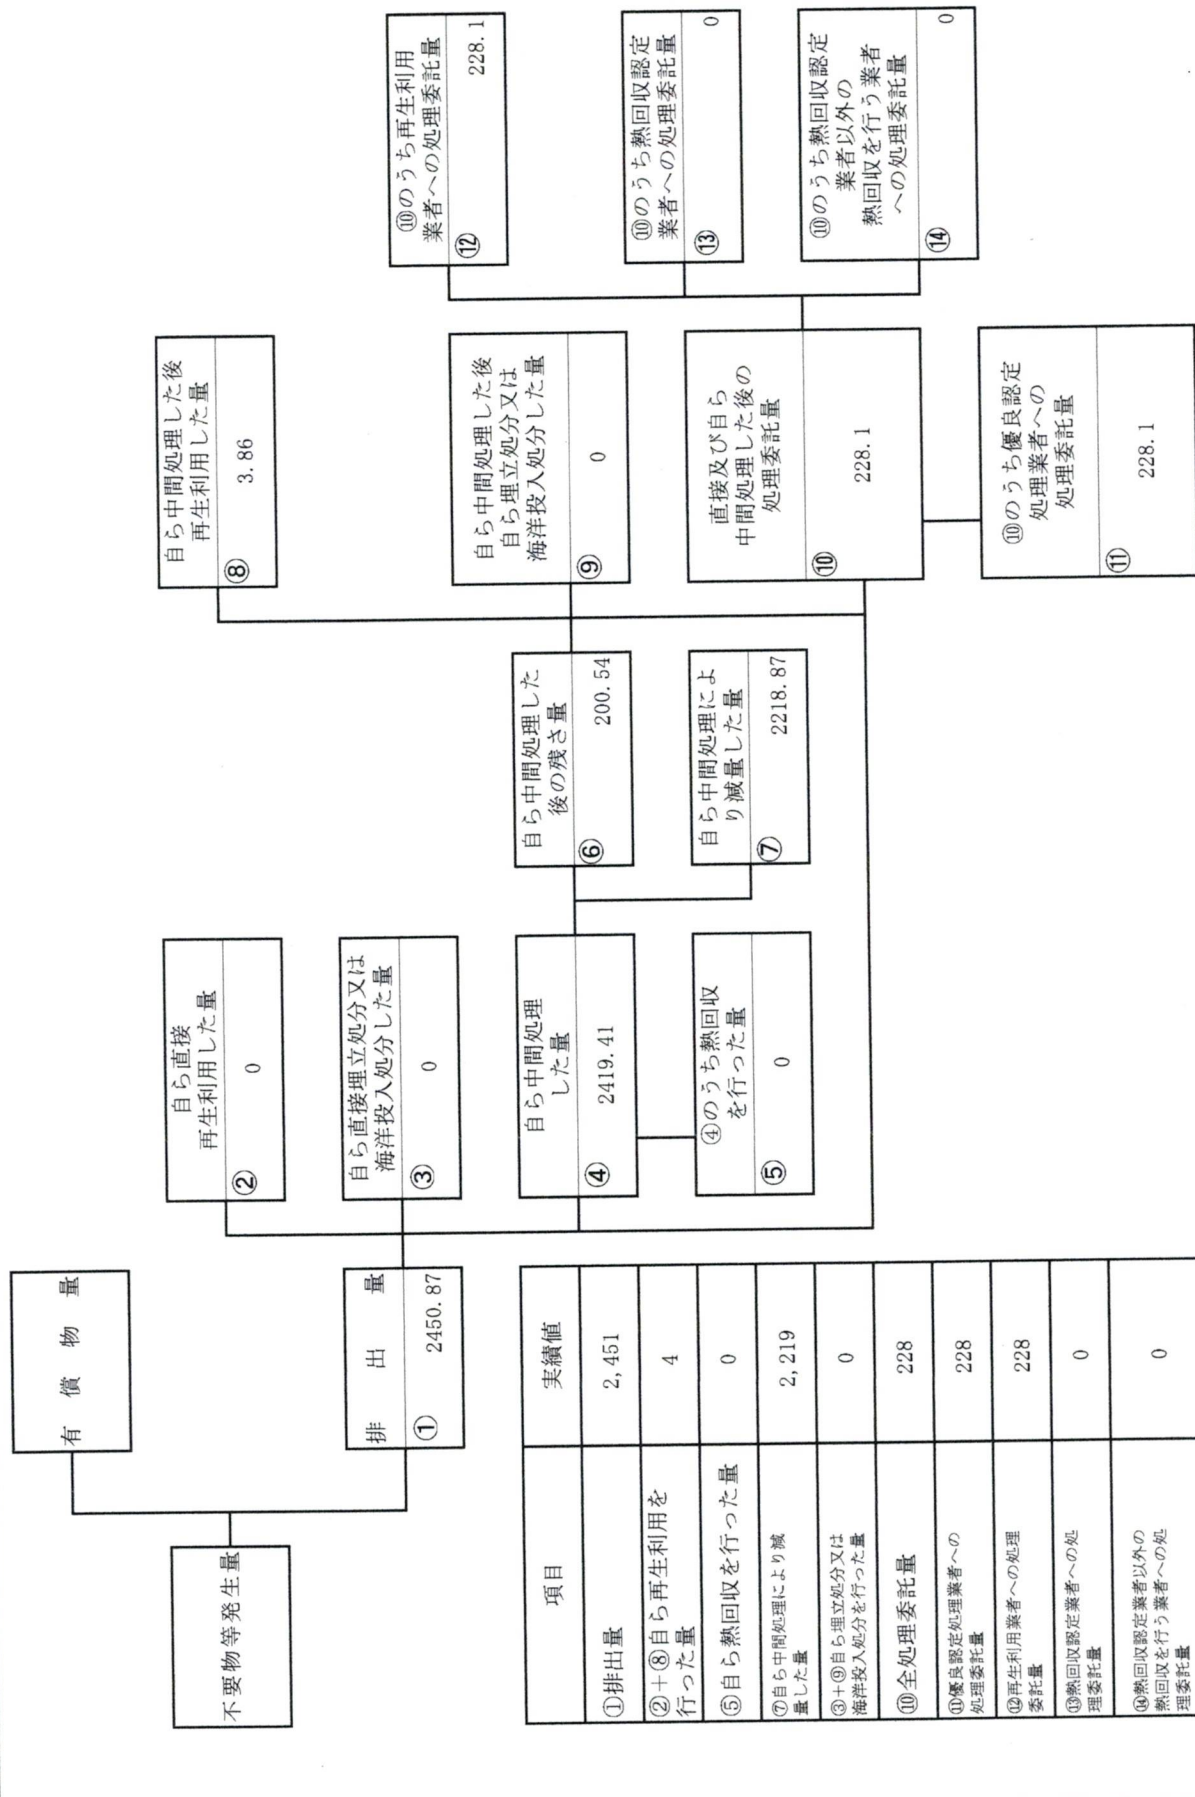 不要物等発生量
有償物量
排出量
① 2450.87
自ら直接
再生利用した量
② 0
自ら直接埋立処分又は
海洋投入処分した量
③ 0
自ら中間処理
した量
④ 2419.41
④のうち熱回収
を行った量
⑤ 0
自ら中間処理した
後の残さ量
⑥ 200.54
自ら中間処理によ
り減量した量
⑦ 2218.87
自ら中間処理した後
再生利用した量
⑧ 3.86
自ら中間処理した後
自ら埋立処分又は
海洋投入処分した量
⑨ 0
直接及び自ら
中間処理した後の
処理委託量
⑩ 228.1
⑩のうち優良認定
処理業者への
処理委託量
⑪ 228.1
⑩のうち再生利用
業者への処理委託量
⑫ 228.1
⑩のうち熱回収認定
業者への処理委託量
⑬ 0
⑩のうち熱回収認定
業者以外の
熱回収を行う業者
への処理委託量
⑭ 0
項目 実績値
①排出量 2,451
②+⑧自ら再生利用を
行った量 4
⑤自ら熱回収を行った量 0
⑦自ら中間処理により減
量した量 2,219
③+⑨自ら埋立処分又は
海洋投入処分を行った量 0
⑩全処理委託量 228
⑪優良認定処理業者への
処理委託量 228
⑫再生利用業者への処理
委託量 228
⑬熱回収認定業者への処
理委託量 0
⑭熱回収認定業者以外の
熱回収を行う業者への処
理委託量 0